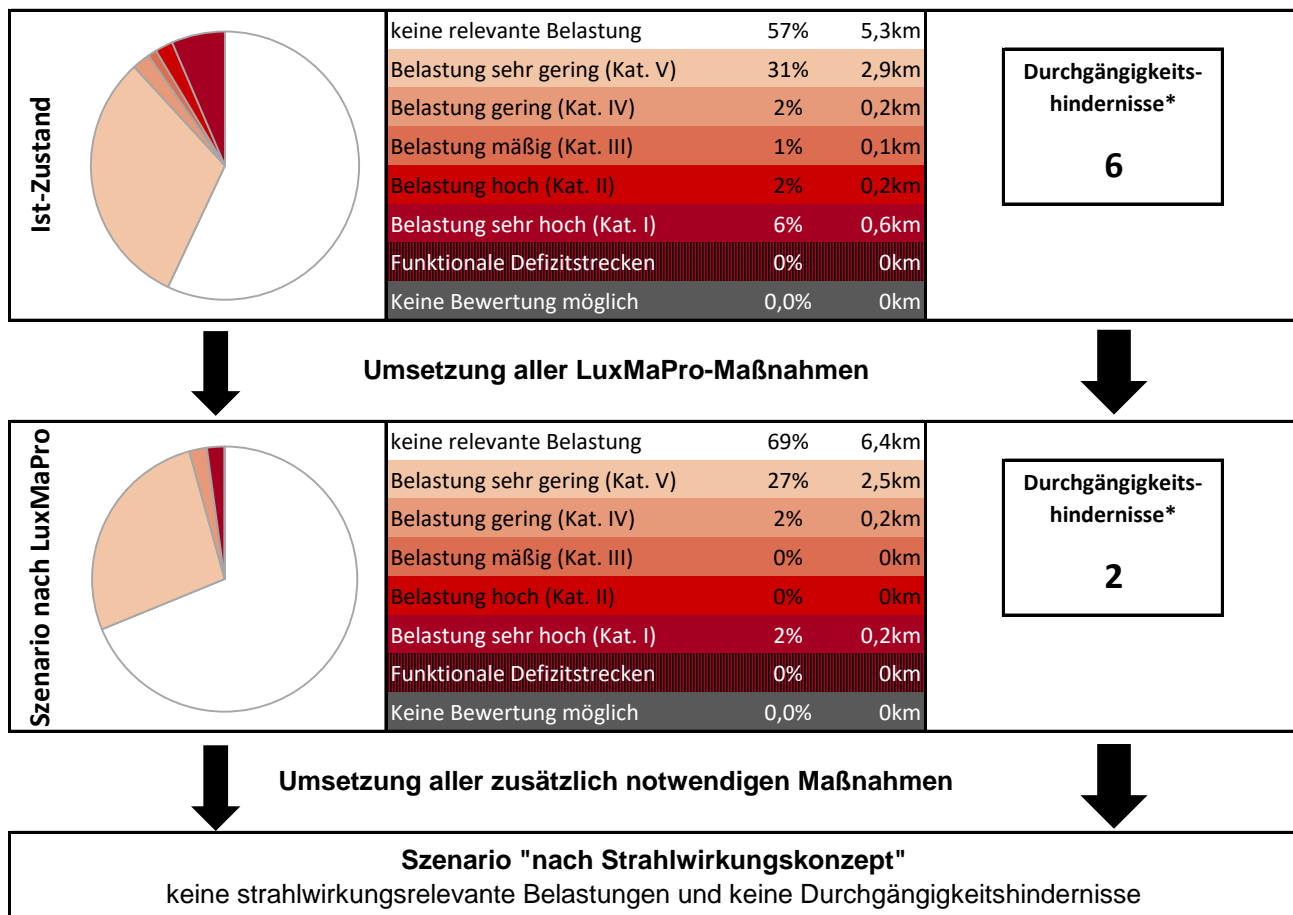 Ist-Zustand
keine relevante Belastung 57% 5,3km
Belastung sehr gering (Kat. V) 31% 2,9km
Belastung gering (Kat. IV) 2% 0,2km
Belastung mäßig (Kat. III) 1% 0,1km
Belastung hoch (Kat. II) 2% 0,2km
Belastung sehr hoch (Kat. I) 6% 0,6km
Funktionale Defizitstrecken 0% 0km
Keine Bewertung möglich 0,0% 0km
Durchgängigkeits-
hindernisse*
6
Umsetzung aller LuxMaPro-Maßnahmen
Szenario nach LuxMaPro
keine relevante Belastung 69% 6,4km
Belastung sehr gering (Kat. V) 27% 2,5km
Belastung gering (Kat. IV) 2% 0,2km
Belastung mäßig (Kat. III) 0% 0km
Belastung hoch (Kat. II) 0% 0km
Belastung sehr hoch (Kat. I) 2% 0,2km
Funktionale Defizitstrecken 0% 0km
Keine Bewertung möglich 0,0% 0km
Durchgängigkeits-
hindernisse*
2
Umsetzung aller zusätzlich notwendigen Maßnahmen
Szenario "nach Strahlwirkungskonzept"
keine strahlwirkungsrelevante Belastungen und keine Durchgängigkeitshindernisse